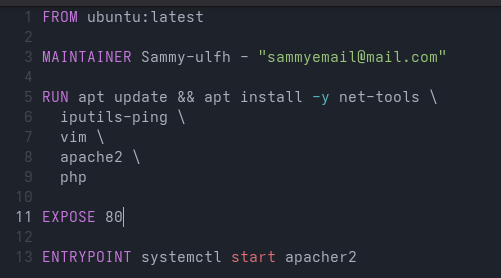 1 FROM ubuntu:latest
2
3 MAINTAINER Sammy-ulfh - "sammyemail@mail.com"
4
5 RUN apt update && apt install -y net-tools \
6 iputils-ping \
7 vim \
8 apache2 \
9 php
10
11 EXPOSE 80
12
13 ENTRYPOINT systemctl start apacher2